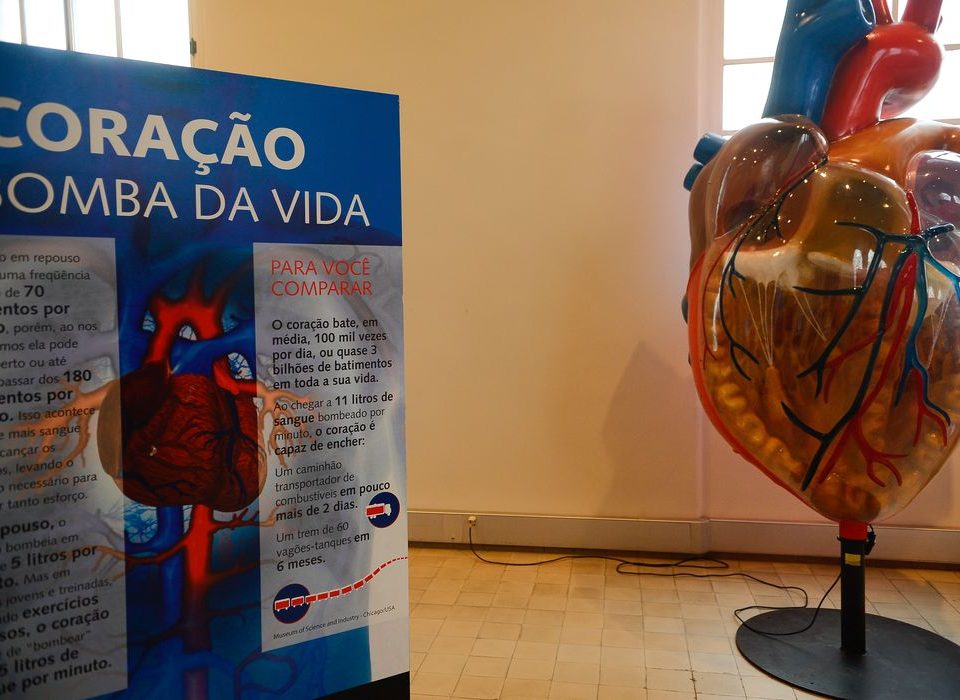 CORAÇÃO
BOMBA DA VIDA
o em repouso
uma freqüência
de 70
entos por
o, porém, ao nos
mos ela pode
perto ou até
passar dos 180
entos por
o. Isso acontece
e mais sangue
cançar os
s, levando o
o necessário para
r tanto esforço.
pouso, o
bombeia em
e 5 litros por
to. Mas em
s jovens e treinadas,
ndo exercícios
sos, o coração
de "bombear"
5 litros de
ue por minuto.
PARA VOCÊ
COMPARAR
O coração bate, em
média, 100 mil vezes
por dia, ou quase 3
bilhões de batimentos
em toda a sua vida.
Ao chegar a 11 litros de
sangue bombeado por
minuto, o coração é
capaz de encher:
Um caminhão
transportador de
combustíveis em pouco
mais de 2 dias.
Um trem de 60
vagões-tanques em
6 meses.
Museum of Science and Industry - Chicago/USA